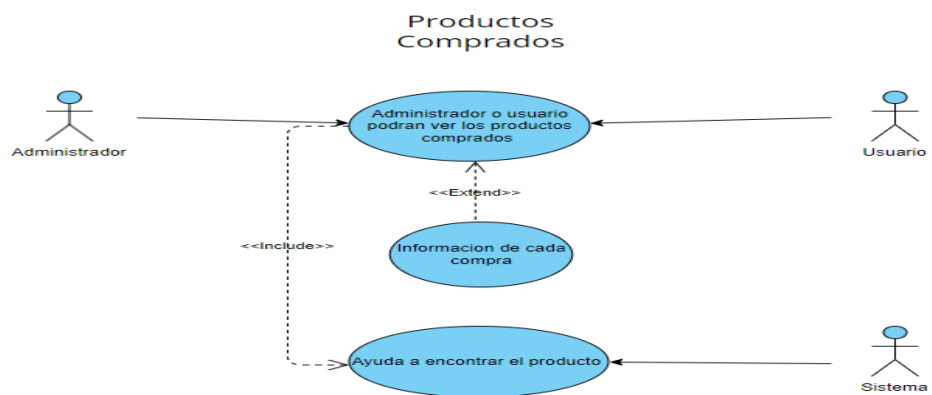 Productos
Comprados
Administrador o usuario
podran ver los productos
comprados
Administrador
Usuario
<<Extend>>
<<Include>>
Informacion de cada
compra
Ayuda a encontrar el producto
Sistema